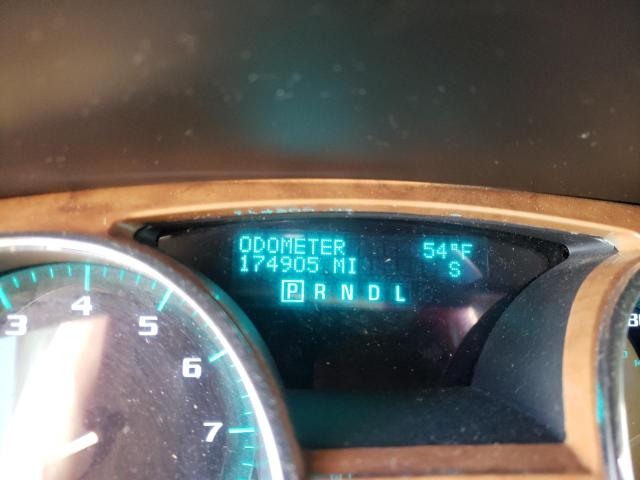 ODOMETER 54°F
174905 MI S
P R N D L
3 4 5 6 7